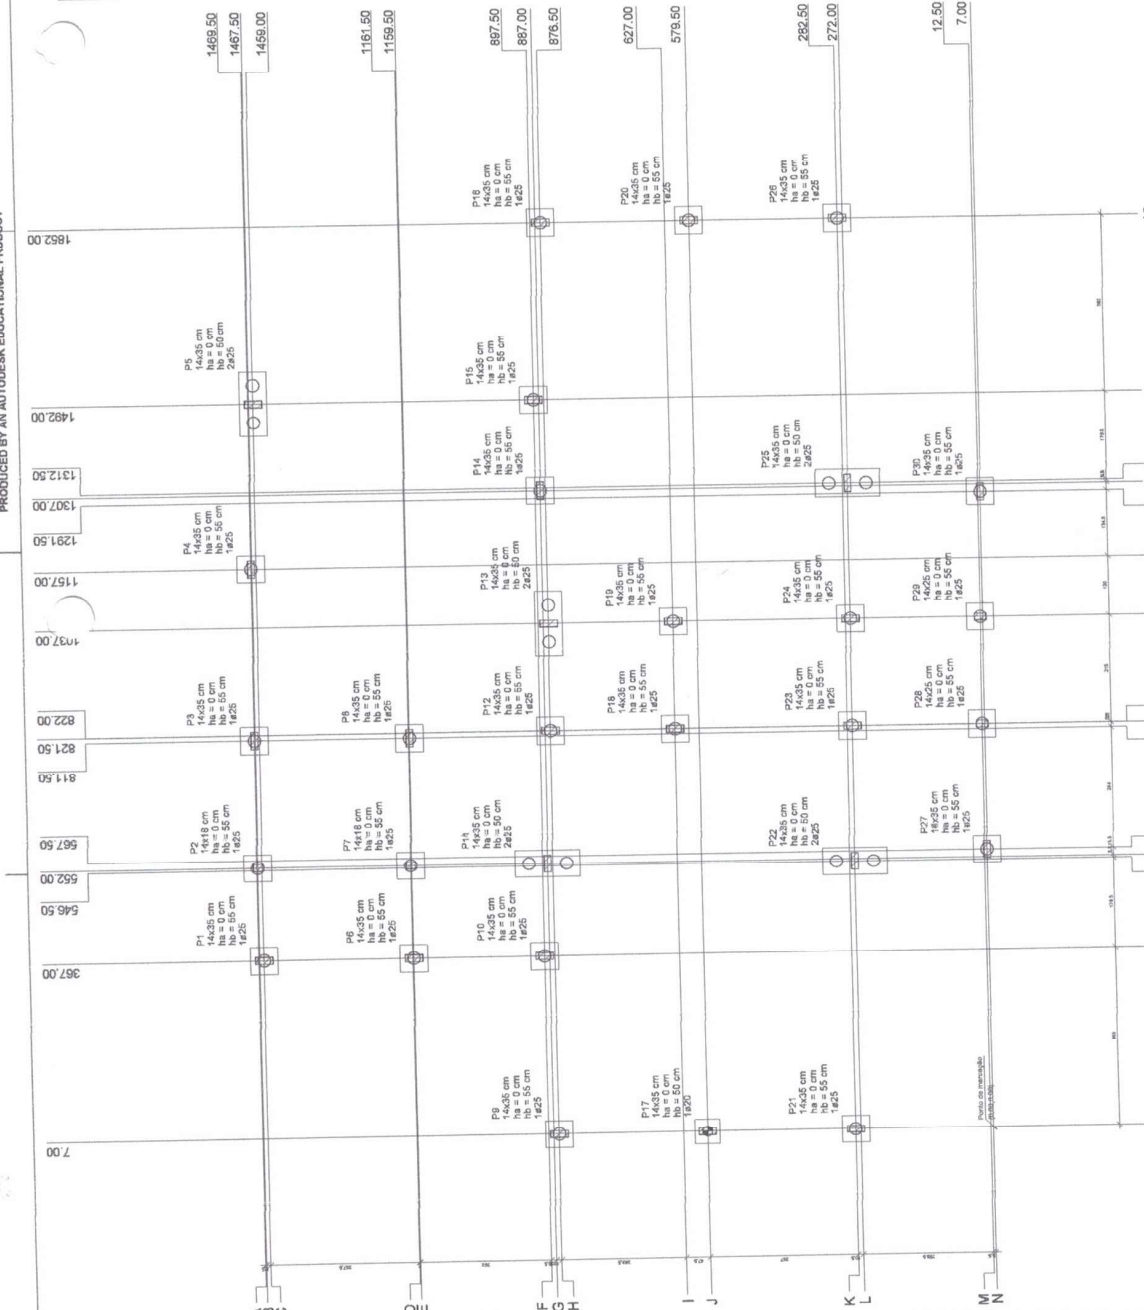 PRODUCED BY AN AUTODESK EDUCATIONAL PRODUCT
1469.50
1467.50
1459.00
1161.50
1159.50
897.50
887.00
876.50
627.00
579.50
282.50
272.00
12.50
7.00
1852.00
1492.00
1312.50
1307.00
1291.50
1157.00
1037.00
822.00
821.50
811.50
567.50
552.00
546.50
367.00
7.00
P5
14x35 cm
ha = 0 cm
hb = 50 cm
2ø25
P16
14x35 cm
ha = 0 cm
hb = 55 cm
1ø25
P20
14x35 cm
ha = 0 cm
hb = 55 cm
1ø25
P26
14x35 cm
ha = 0 cm
hb = 55 cm
1ø25
P15
14x35 cm
ha = 0 cm
hb = 55 cm
1ø25
P4
14x35 cm
ha = 0 cm
hb = 55 cm
1ø25
P14
14x35 cm
ha = 0 cm
hb = 55 cm
1ø25
P25
14x35 cm
ha = 0 cm
hb = 50 cm
2ø25
P30
14x35 cm
ha = 0 cm
hb = 55 cm
1ø25
P13
14x35 cm
ha = 0 cm
hb = 50 cm
2ø25
P19
14x35 cm
ha = 0 cm
hb = 55 cm
1ø25
P24
14x35 cm
ha = 0 cm
hb = 55 cm
1ø25
P29
14x25 cm
ha = 0 cm
hb = 55 cm
1ø25
P3
14x35 cm
ha = 0 cm
hb = 55 cm
1ø25
P8
14x35 cm
ha = 0 cm
hb = 55 cm
1ø25
P12
14x35 cm
ha = 0 cm
hb = 55 cm
1ø25
P18
14x35 cm
ha = 0 cm
hb = 55 cm
1ø25
P23
14x35 cm
ha = 0 cm
hb = 55 cm
1ø25
P28
14x25 cm
ha = 0 cm
hb = 55 cm
1ø25
P2
14x18 cm
ha = 0 cm
hb = 55 cm
1ø25
P7
14x18 cm
ha = 0 cm
hb = 55 cm
1ø25
P11
14x35 cm
ha = 0 cm
hb = 50 cm
2ø25
P22
14x35 cm
ha = 0 cm
hb = 50 cm
2ø25
P27
18x35 cm
ha = 0 cm
hb = 55 cm
1ø25
P1
14x35 cm
ha = 0 cm
hb = 55 cm
1ø25
P6
14x35 cm
ha = 0 cm
hb = 55 cm
1ø25
P10
14x35 cm
ha = 0 cm
hb = 55 cm
1ø25
P9
14x35 cm
ha = 0 cm
hb = 55 cm
1ø25
P17
14x35 cm
ha = 0 cm
hb = 50 cm
1ø20
P21
14x35 cm
ha = 0 cm
hb = 55 cm
1ø25
Ponto de
E
F
G
H
I
J
K
L
M
N